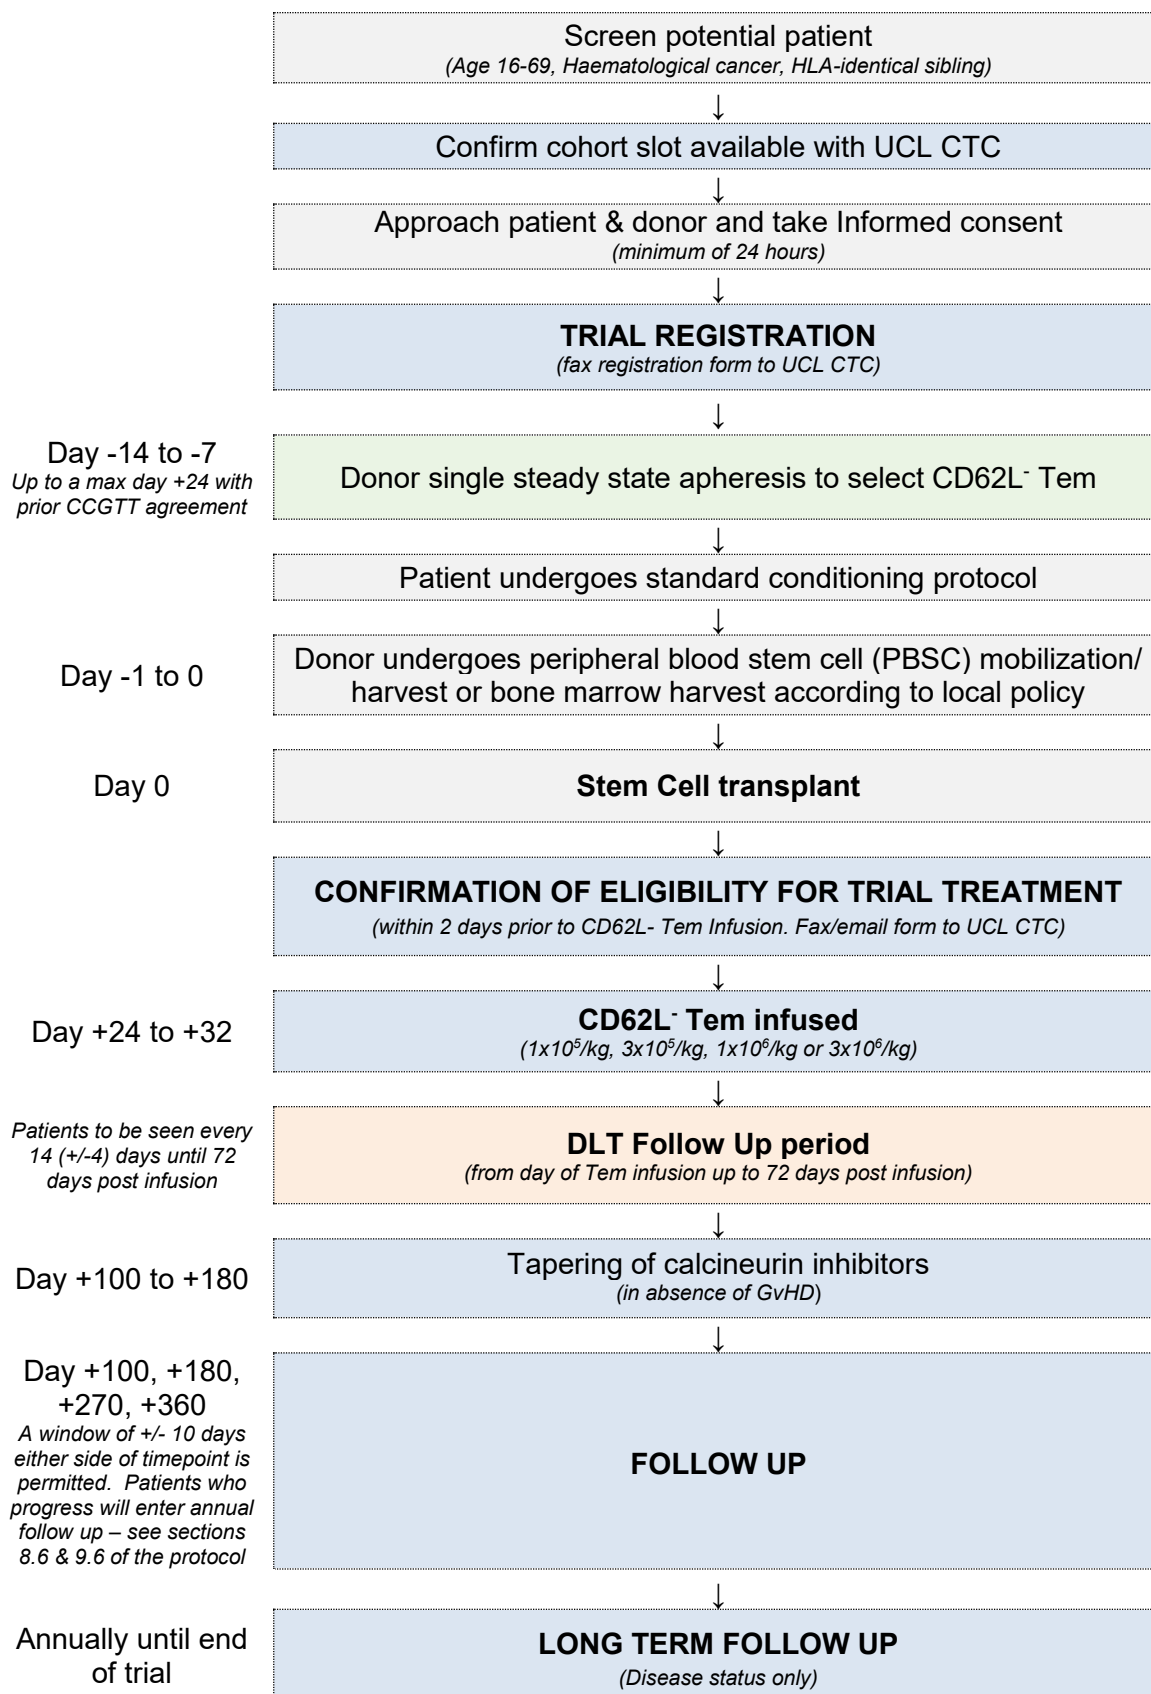 Screen potential patient
(Age 16-69, Haematological cancer, HLA-identical sibling)
↓
Confirm cohort slot available with UCL CTC
↓
Approach patient & donor and take Informed consent
(minimum of 24 hours)
↓
TRIAL REGISTRATION
(fax registration form to UCL CTC)
↓
Day -14 to -7
Up to a max day +24 with
prior CCGTT agreement
Donor single steady state apheresis to select CD62L⁻ Tem
↓
Patient undergoes standard conditioning protocol
↓
Day -1 to 0
Donor undergoes peripheral blood stem cell (PBSC) mobilization/
harvest or bone marrow harvest according to local policy
↓
Day 0
Stem Cell transplant
↓
CONFIRMATION OF ELIGIBILITY FOR TRIAL TREATMENT
(within 2 days prior to CD62L- Tem Infusion. Fax/email form to UCL CTC)
↓
Day +24 to +32
CD62L⁻ Tem infused
(1x10⁵/kg, 3x10⁵/kg, 1x10⁶/kg or 3x10⁶/kg)
↓
Patients to be seen every
14 (+/-4) days until 72
days post infusion
DLT Follow Up period
(from day of Tem infusion up to 72 days post infusion)
↓
Day +100 to +180
Tapering of calcineurin inhibitors
(in absence of GvHD)
↓
Day +100, +180,
+270, +360
A window of +/- 10 days
either side of timepoint is
permitted. Patients who
progress will enter annual
follow up – see sections
8.6 & 9.6 of the protocol
FOLLOW UP
↓
Annually until end
of trial
LONG TERM FOLLOW UP
(Disease status only)